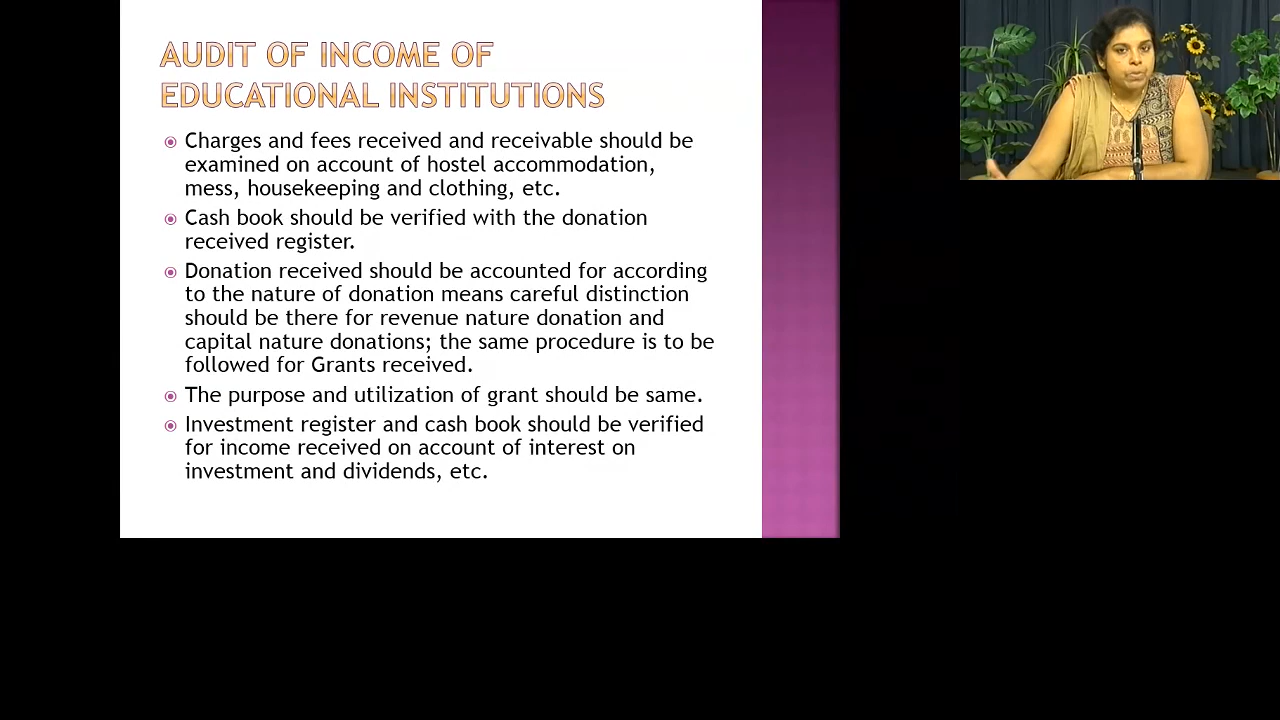 AUDIT OF INCOME OF
EDUCATIONAL INSTITUTIONS
Charges and fees received and receivable should be
examined on account of hostel accommodation,
mess, housekeeping and clothing, etc.
Cash book should be verified with the donation
received register.
Donation received should be accounted for according
to the nature of donation means careful distinction
should be there for revenue nature donation and
capital nature donations; the same procedure is to be
followed for Grants received.
The purpose and utilization of grant should be same.
Investment register and cash book should be verified
for income received on account of interest on
investment and dividends, etc.